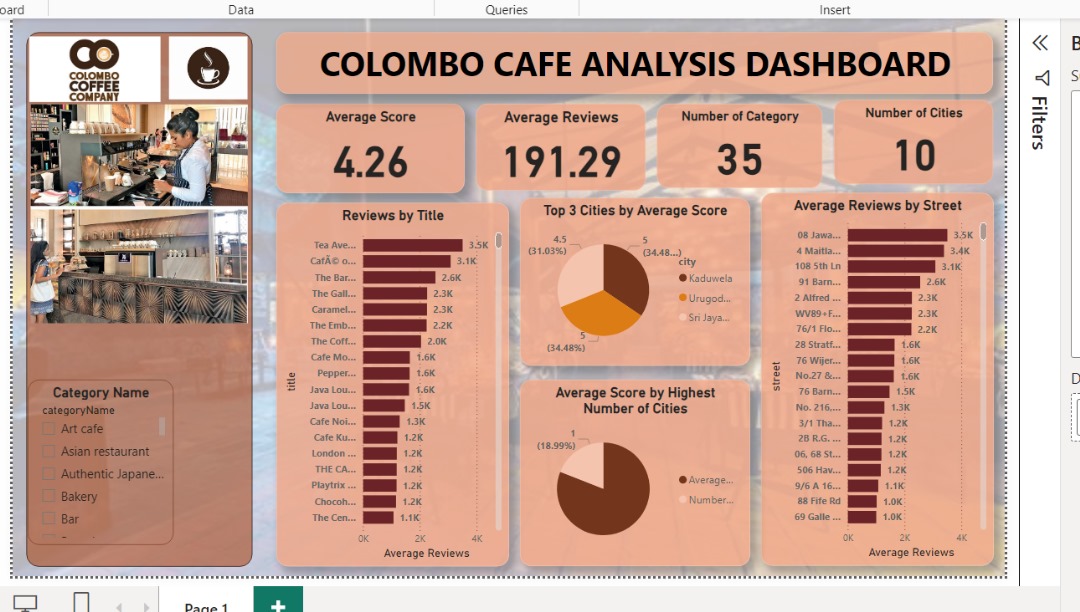 oard
Data
Queries
Insert
COLOMBO
COFFEE
COMPANY
COLOMBO CAFE ANALYSIS DASHBOARD
Average Score
4.26
Average Reviews
191.29
Number of Category
35
Number of Cities
10
Category Name
categoryName
Art cafe
Asian restaurant
Authentic Japane...
Bakery
Bar
Reviews by Title
title
Tea Ave... 3.5K
CafÃ© o... 3.1K
The Bar... 2.6K
The Gall... 2.3K
Caramel... 2.3K
The Emb... 2.2K
The Coff... 2.0K
Cafe Mo... 1.6K
Pepper... 1.6K
Java Lou... 1.6K
Java Lou... 1.5K
Cafe Noi... 1.3K
Cafe Ku... 1.2K
London ... 1.2K
THE CA... 1.2K
Playtrix ... 1.2K
Chocoh... 1.2K
The Cen... 1.1K
0K 2K 4K
Average Reviews
Top 3 Cities by Average Score
4.5
(31.03%)
5
(34.48...)
5
(34.48%)
city
Kaduwela
Urugod...
Sri Jaya...
Average Score by Highest
Number of Cities
1
(18.99%)
Average...
Number...
Average Reviews by Street
street
08 Jawa... 3.5K
4 Maitla... 3.4K
108 5th Ln 3.1K
91 Barn... 2.6K
2 Alfred ... 2.3K
WV89+F... 2.3K
76/1 Flo... 2.2K
28 Stratf... 1.6K
76 Wijer... 1.6K
No.27 &... 1.6K
76 Barn... 1.5K
No. 216,... 1.3K
3/1 Tha... 1.2K
2B R.G. ... 1.2K
06, 68 St... 1.2K
506 Hav... 1.2K
9/6 A 16... 1.1K
88 Fife Rd 1.0K
69 Galle ... 1.0K
0K 2K 4K
Average Reviews
Filters
Page 1